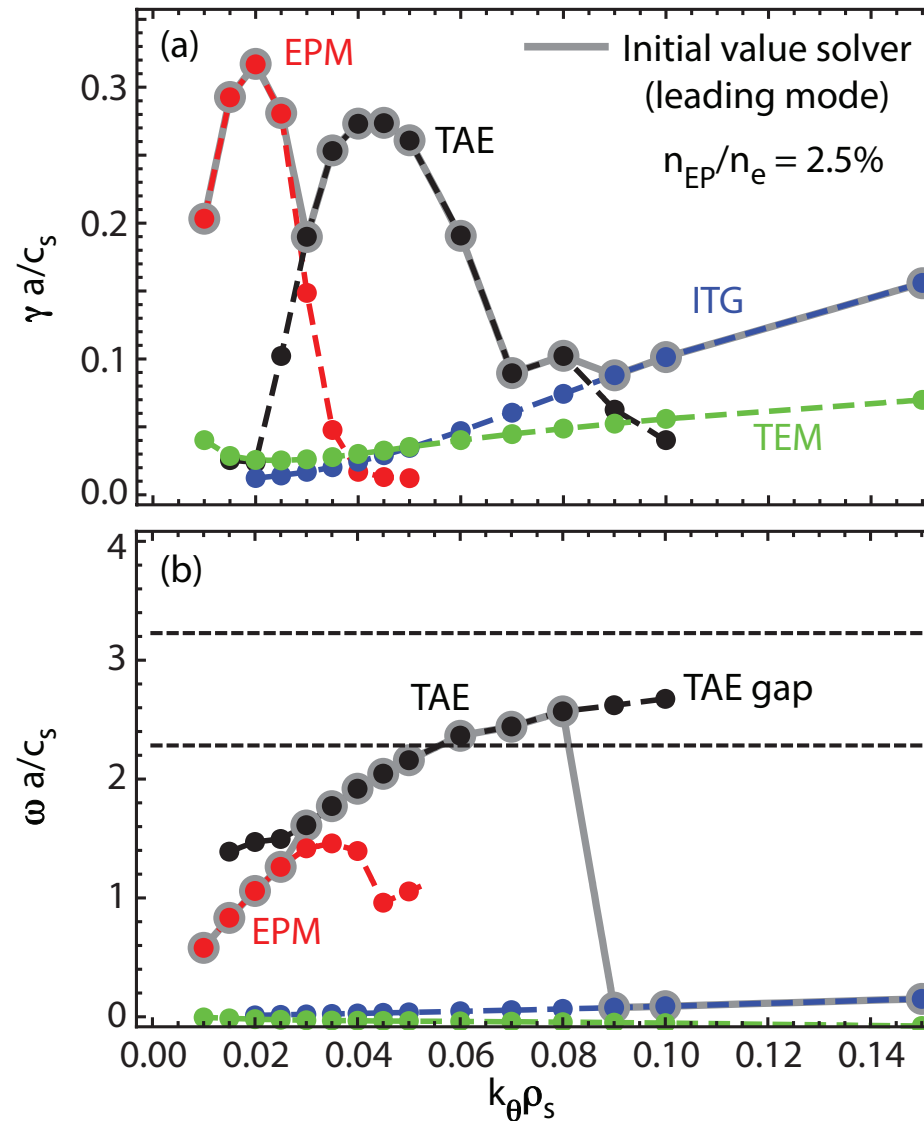 (a)
EPM
Initial value solver
(leading mode)
TAE
n_EP/n_e = 2.5%
ITG
TEM
0.3
0.2
0.1
0.0
γ a/c_s
(b)
4
3
2
1
0
ω a/c_s
TAE
TAE gap
EPM
0.00 0.02 0.04 0.06 0.08 0.10 0.12 0.14
k_θρ_s